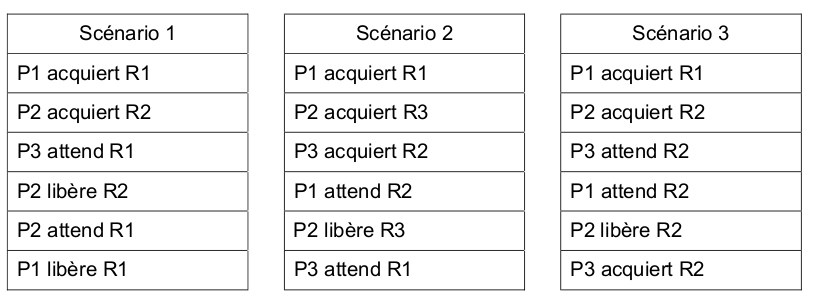 Scénario 1
P1 acquiert R1
P2 acquiert R2
P3 attend R1
P2 libère R2
P2 attend R1
P1 libère R1
Scénario 2
P1 acquiert R1
P2 acquiert R3
P3 acquiert R2
P1 attend R2
P2 libère R3
P3 attend R1
Scénario 3
P1 acquiert R1
P2 acquiert R2
P3 attend R2
P1 attend R2
P2 libère R2
P3 acquiert R2